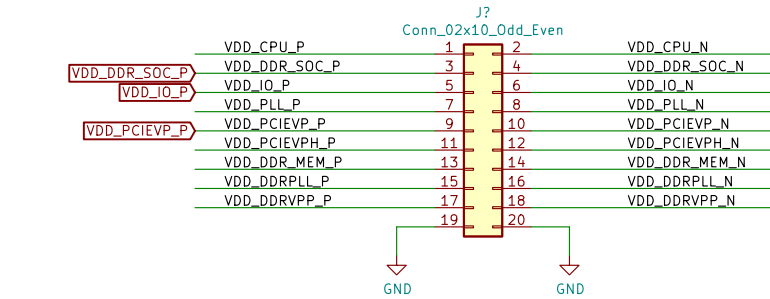 J?
Conn_02x10_Odd_Even
VDD_CPU_P 1 2 VDD_CPU_N
VDD_DDR_SOC_P VDD_DDR_SOC_P 3 4 VDD_DDR_SOC_N
VDD_IO_P VDD_IO_P 5 6 VDD_IO_N
VDD_PLL_P 7 8 VDD_PLL_N
VDD_PCIEVP_P VDD_PCIEVP_P 9 10 VDD_PCIEVP_N
VDD_PCIEVPH_P 11 12 VDD_PCIEVPH_N
VDD_DDR_MEM_P 13 14 VDD_DDR_MEM_N
VDD_DDRPLL_P 15 16 VDD_DDRPLL_N
VDD_DDRVPP_P 17 18 VDD_DDRVPP_N
19 20
GND GND